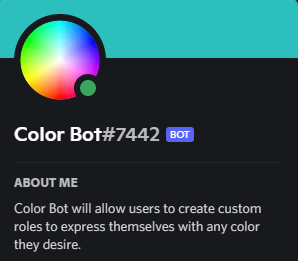 Color Bot#7442 BOT
ABOUT ME
Color Bot will allow users to create custom
roles to express themselves with any color
they desire.